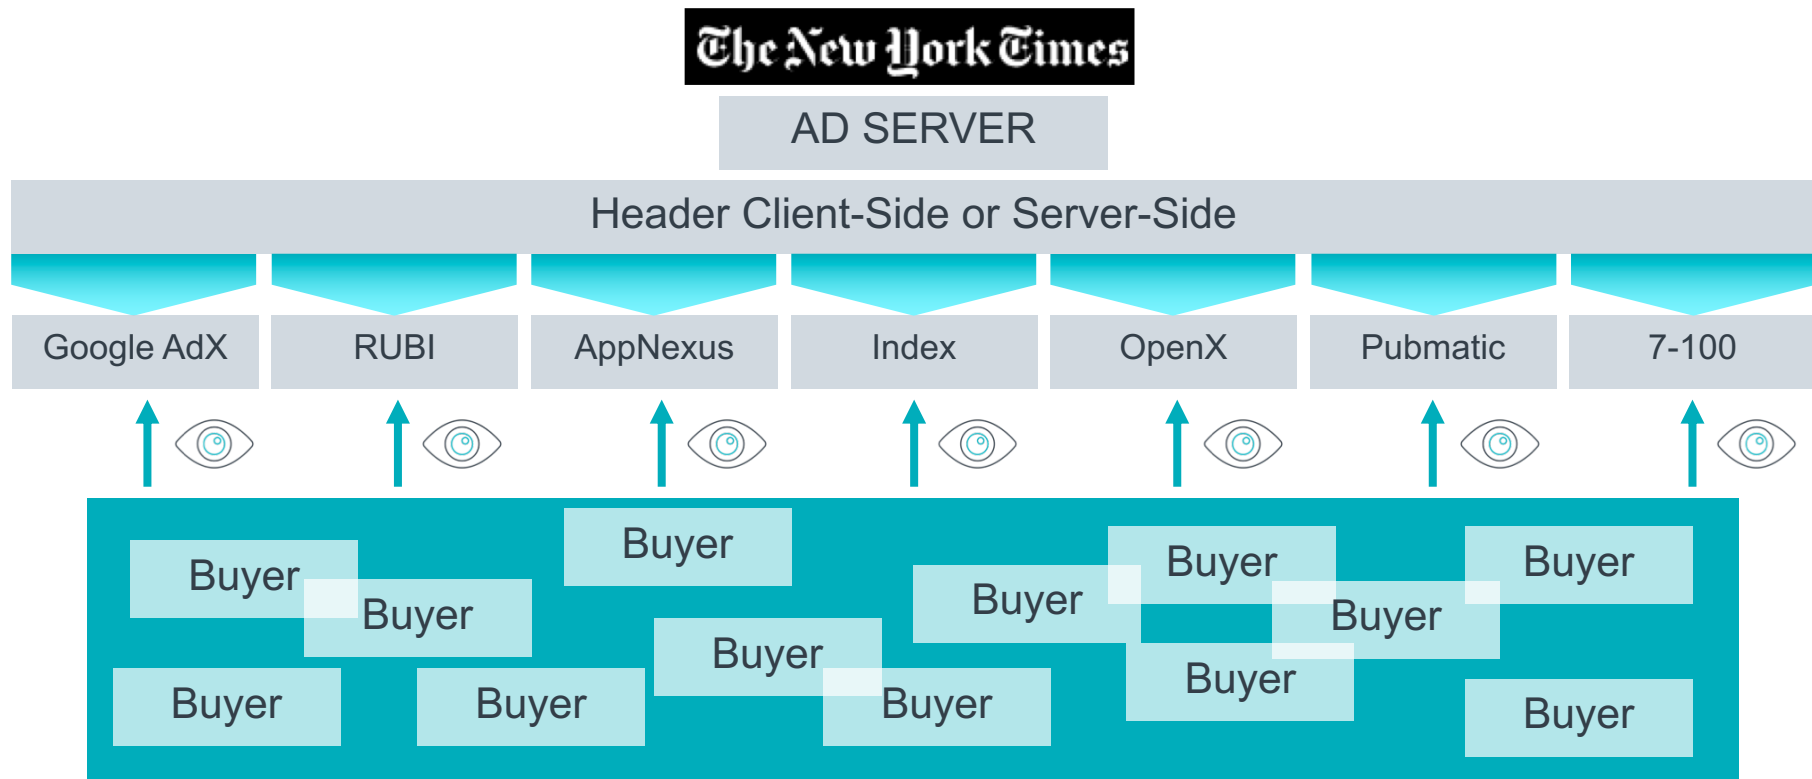 The New York Times
AD SERVER
Header Client-Side or Server-Side
Google AdX
RUBI
AppNexus
Index
OpenX
Pubmatic
7-100
Buyer
Buyer
Buyer
Buyer
Buyer
Buyer
Buyer
Buyer
Buyer
Buyer
Buyer
Buyer
Buyer